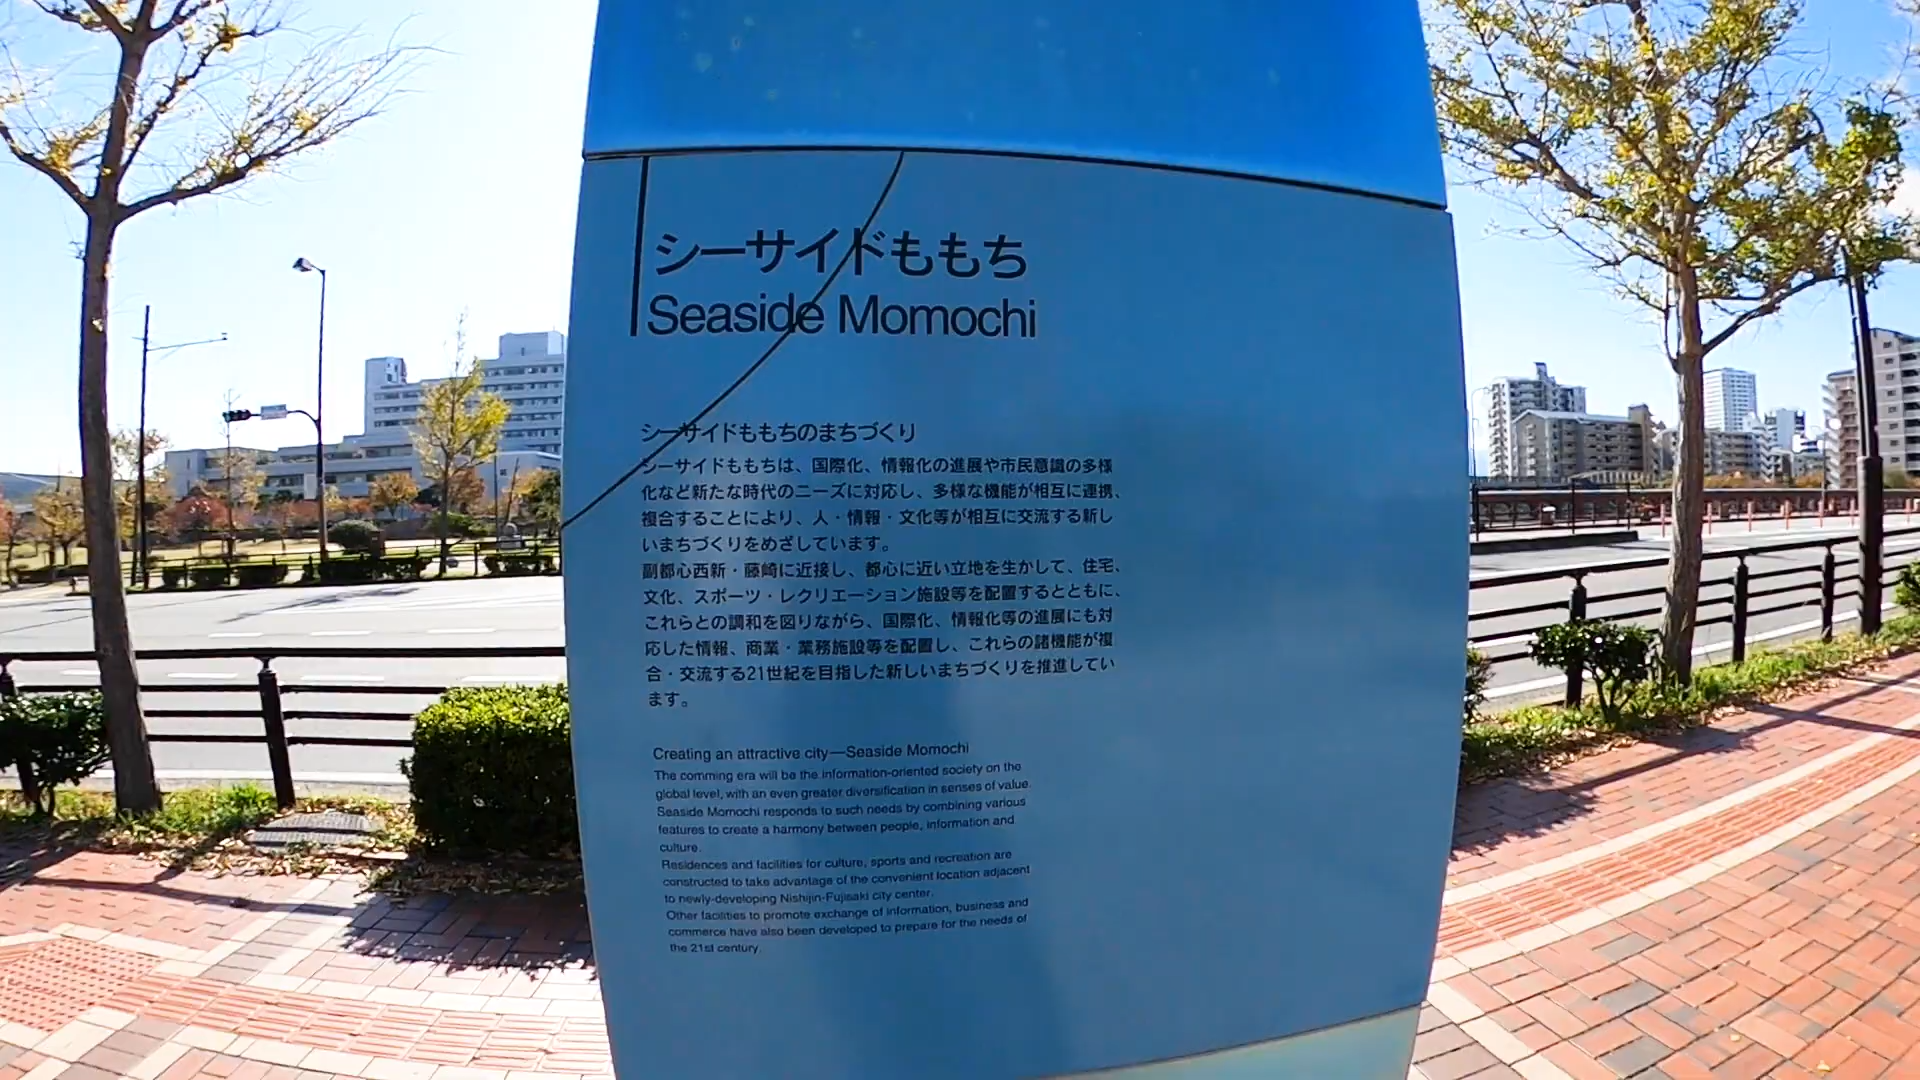 シーサイドももち
Seaside Momochi
シーサイドももちのまちづくり
シーサイドももちは、国際化、情報化の進展や市民意識の多様
化など新たな時代のニーズに対応し、多様な機能が相互に連携、
複合することにより、人・情報・文化等が相互に交流する新し
いまちづくりをめざしています。
副都心西新・藤崎に近接し、都心に近い立地を生かして、住宅、
文化、スポーツ・レクリエーション施設等を配置するとともに、
これらとの調和を図りながら、国際化、情報化等の進展にも対
応した情報、商業・業務施設等を配置し、これらの諸機能が複
合・交流する21世紀を目指した新しいまちづくりを推進してい
ます。
Creating an attractive city—Seaside Momochi
The comming era will be the information-oriented society on the
global level, with an even greater diversification in senses of value.
Seaside Momochi responds to such needs by combining various
features to create a harmony between people, information and
culture.
Residences and facilities for culture, sports and recreation are
constructed to take advantage of the convenient location adjacent
to newly-developing Nishijin-Fujisaki city center.
Other facilities to promote exchange of information, business and
commerce have also been developed to prepare for the needs of
the 21st century.